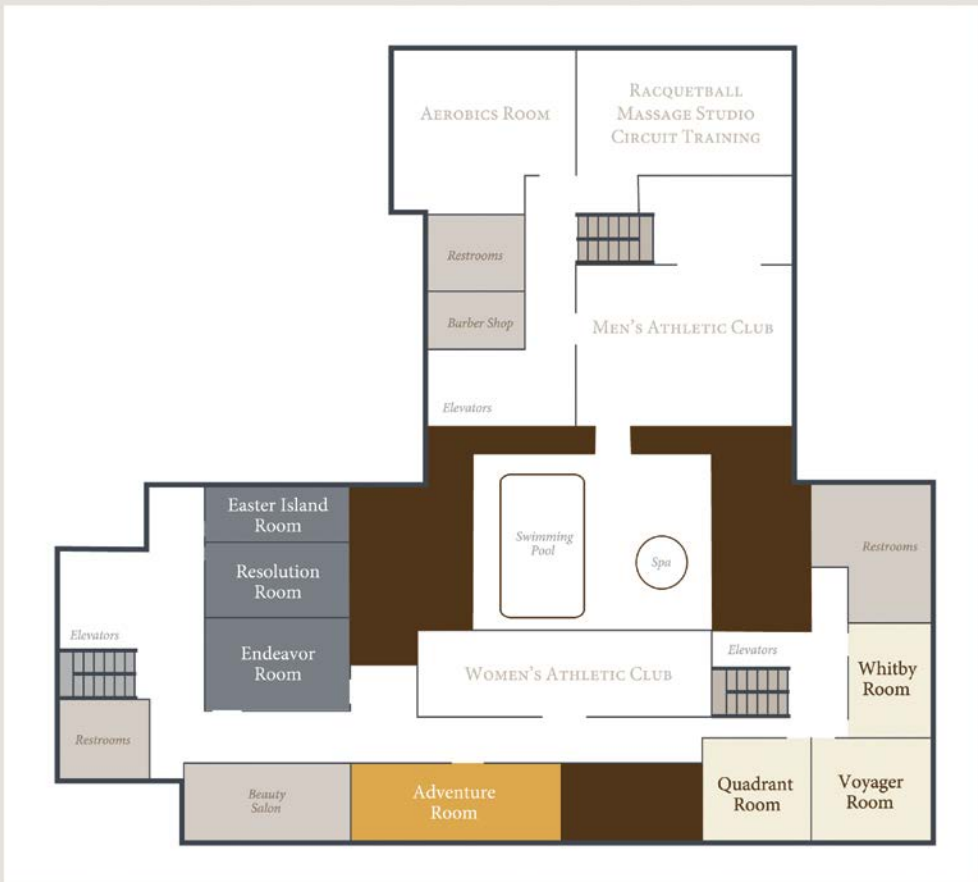 Aerobics Room
Racquetball
Massage Studio
Circuit Training
Restrooms
Barber Shop
Men's Athletic Club
Elevators
Easter Island
Room
Resolution
Room
Endeavor
Room
Swimming
Pool
Spa
Restrooms
Elevators
Restrooms
Women's Athletic Club
Elevators
Whitby
Room
Beauty
Salon
Adventure
Room
Quadrant
Room
Voyager
Room